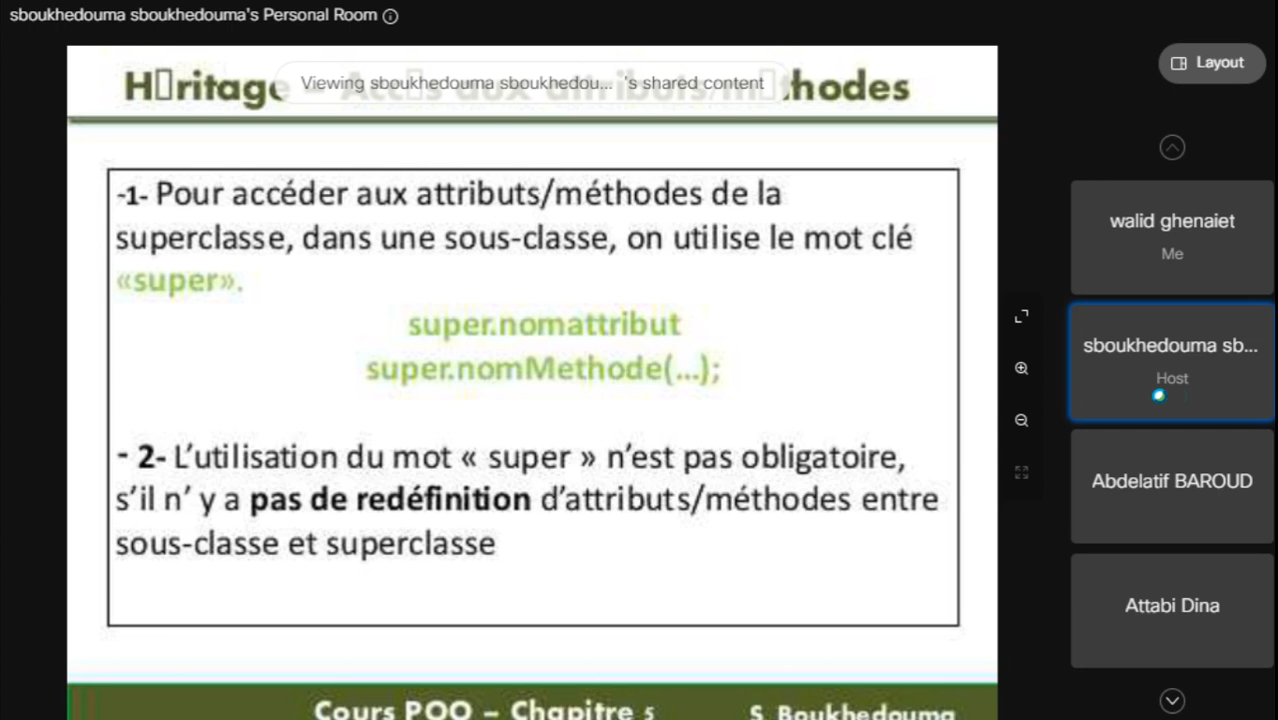 sboukhedouma sboukhedouma's Personal Room
Viewing sboukhedouma sboukhedou... 's shared content
Layout
-1- Pour accéder aux attributs/méthodes de la
superclasse, dans une sous-classe, on utilise le mot clé
«super».
super.nomattribut
super.nomMethode(...);
- 2- L'utilisation du mot « super » n'est pas obligatoire,
s'il n' y a pas de redéfinition d'attributs/méthodes entre
sous-classe et superclasse
Cours POO – Chapitre 5
S. Boukhedouma
walid ghenaiet
Me
sboukhedouma sb...
Host
Abdelatif BAROUD
Attabi Dina